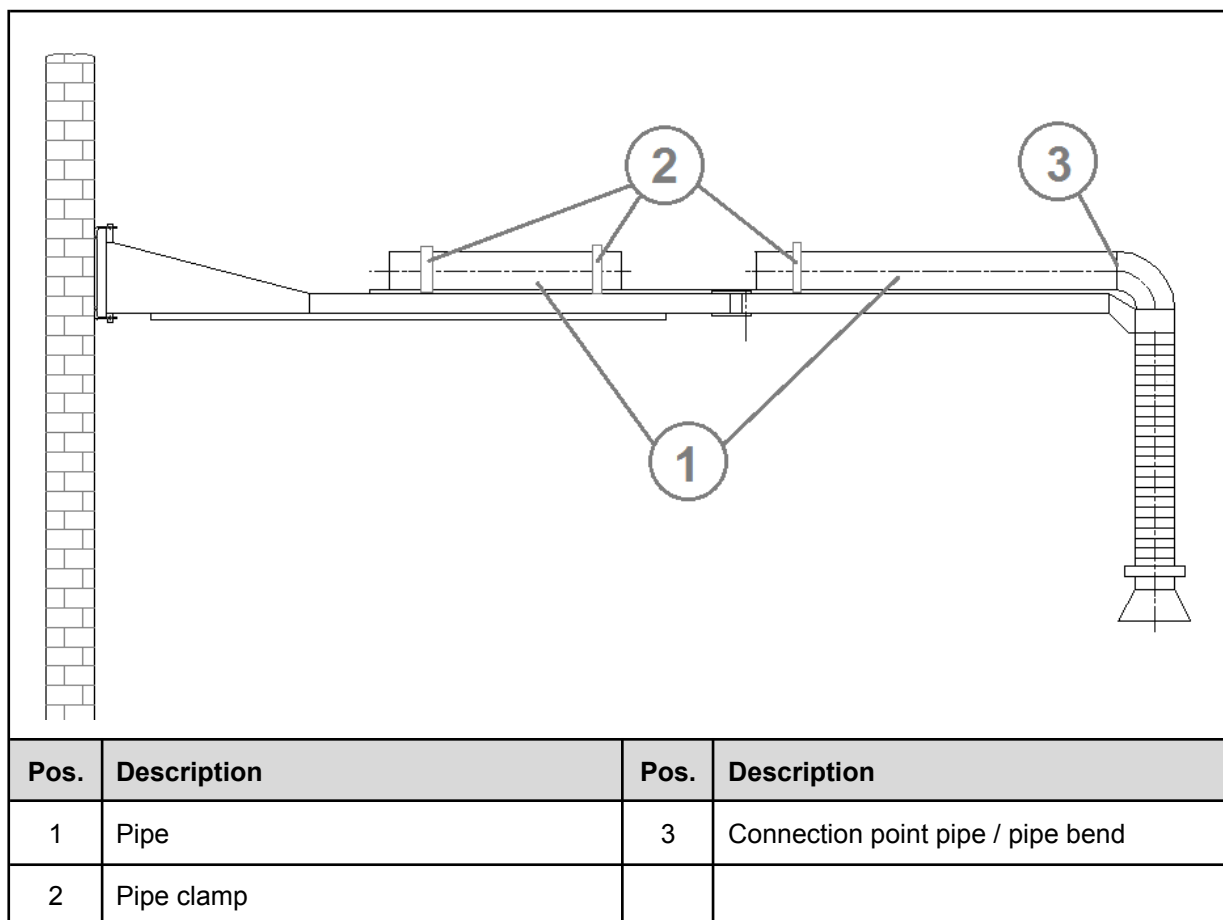 2
3
1
Pos. Description Pos. Description
1 Pipe 3 Connection point pipe / pipe bend
2 Pipe clamp